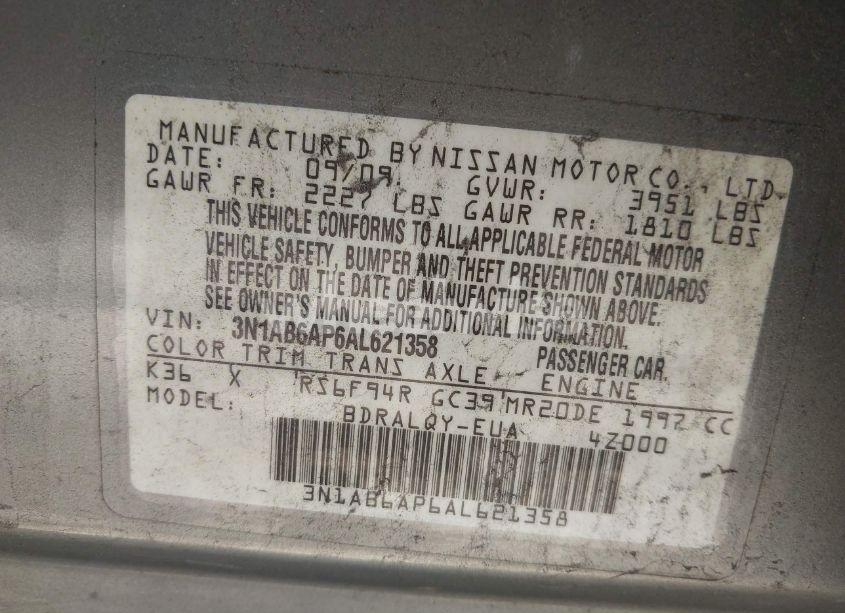 MANUFACTURED BY NISSAN MOTOR CO., LTD.
DATE: 09/09 GVWR: 3951 LBS
GAWR FR: 2227 LBS GAWR RR: 1810 LBS
THIS VEHICLE CONFORMS TO ALL APPLICABLE FEDERAL MOTOR
VEHICLE SAFETY, BUMPER AND THEFT PREVENTION STANDARDS
IN EFFECT ON THE DATE OF MANUFACTURE SHOWN ABOVE.
SEE OWNER'S MANUAL FOR ADDITIONAL INFORMATION.
VIN: 3N1AB6AP6AL621358 PASSENGER CAR
COLOR TRIM TRANS AXLE ENGINE
K36 X RS6F94R GC39 MR20DE 1997 CC
MODEL: BDRALQY-EUA 4Z000
3N1AB6AP6AL621358